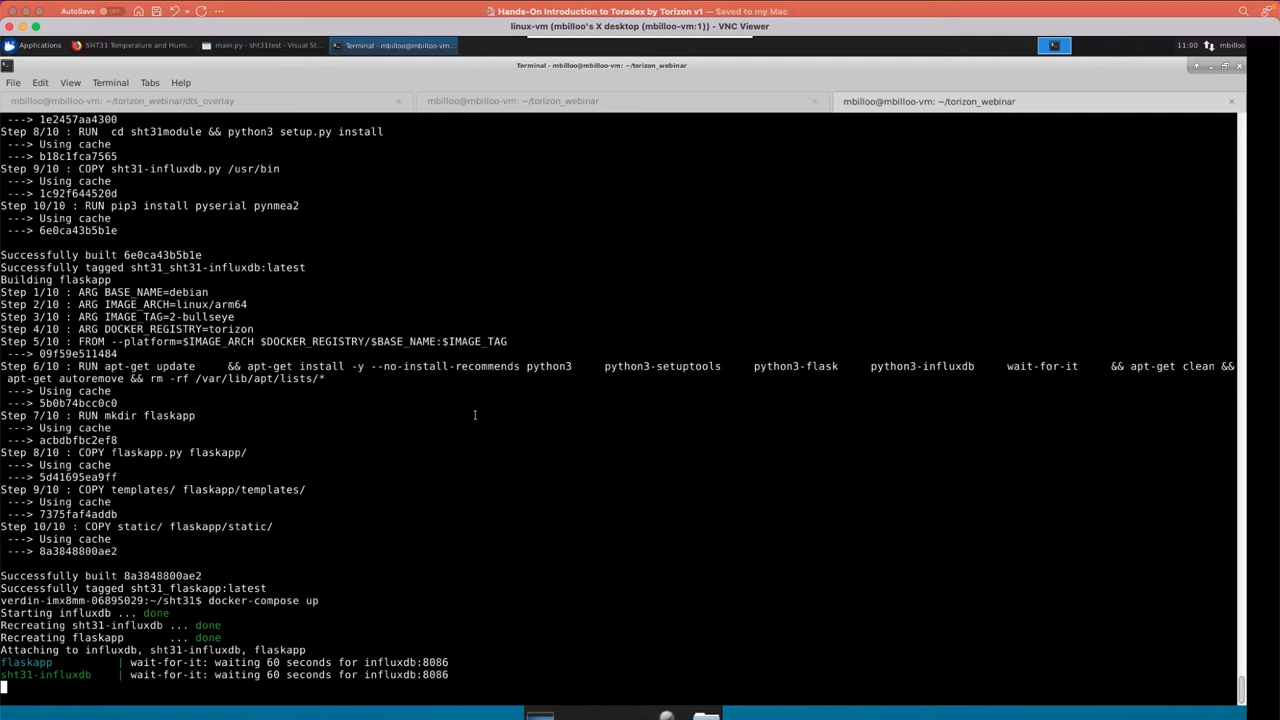 AutoSave OFF Hands-On Introduction to Toradex by Torizon v1 — Saved to my Mac
linux-vm (mbilloo's X desktop (mbilloo-vm:1)) - VNC Viewer
Applications SHT31 Temperature and Hum... main.py - sht31test - Visual St... Terminal - mbilloo@mbilloo-vm... 11:00 mbilloo
Terminal - mbilloo@mbilloo-vm: ~/torizon_webinar
File Edit View Terminal Tabs Help
mbilloo@mbilloo-vm: ~/torizon_webinar/dts_overlay mbilloo@mbilloo-vm: ~/torizon_webinar mbilloo@mbilloo-vm: ~/torizon_webinar
---> 1e2457aa4300
Step 8/10 : RUN  cd sht31module && python3 setup.py install
---> Using cache
---> b18c1fca7565
Step 9/10 : COPY sht31-influxdb.py /usr/bin
---> Using cache
---> 1c92f644520d
Step 10/10 : RUN pip3 install pyserial pynmea2
---> Using cache
---> 6e0ca43b5b1e
Successfully built 6e0ca43b5b1e
Successfully tagged sht31_sht31-influxdb:latest
Building flaskapp
Step 1/10 : ARG BASE_NAME=debian
Step 2/10 : ARG IMAGE_ARCH=linux/arm64
Step 3/10 : ARG IMAGE_TAG=2-bullseye
Step 4/10 : ARG DOCKER_REGISTRY=torizon
Step 5/10 : FROM --platform=$IMAGE_ARCH $DOCKER_REGISTRY/$BASE_NAME:$IMAGE_TAG
---> 09f59e511484
Step 6/10 : RUN apt-get update     && apt-get install -y --no-install-recommends python3     python3-setuptools     python3-flask     python3-influxdb     wait-for-it     && apt-get clean &&
apt-get autoremove && rm -rf /var/lib/apt/lists/*
---> Using cache
---> 5b0b74bcc0c0
Step 7/10 : RUN mkdir flaskapp
---> Using cache
---> acbdbfbc2ef8
Step 8/10 : COPY flaskapp.py flaskapp/
---> Using cache
---> 5d41695ea9ff
Step 9/10 : COPY templates/ flaskapp/templates/
---> Using cache
---> 7375faf4addb
Step 10/10 : COPY static/ flaskapp/static/
---> Using cache
---> 8a3848800ae2
Successfully built 8a3848800ae2
Successfully tagged sht31_flaskapp:latest
verdin-imx8mm-06895029:~/sht31$ docker-compose up
Starting influxdb ... done
Recreating sht31-influxdb ... done
Recreating flaskapp       ... done
Attaching to influxdb, sht31-influxdb, flaskapp
flaskapp          | wait-for-it: waiting 60 seconds for influxdb:8086
sht31-influxdb    | wait-for-it: waiting 60 seconds for influxdb:8086